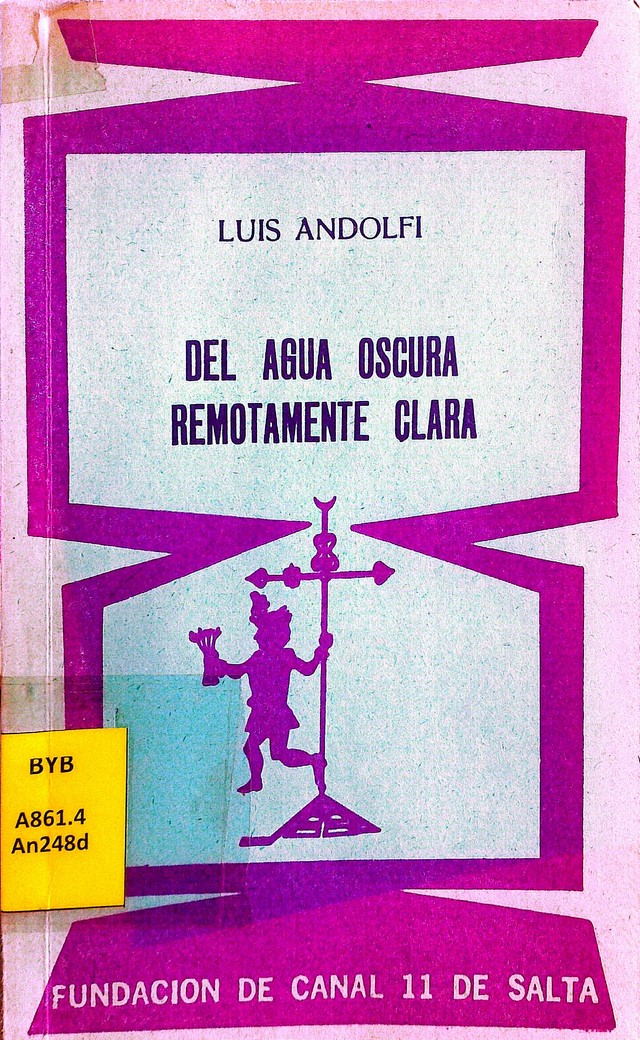 LUIS ANDOLFI
DEL AGUA OSCURA
REMOTAMENTE CLARA
BYB
A861.4
An248d
FUNDACION DE CANAL 11 DE SALTA